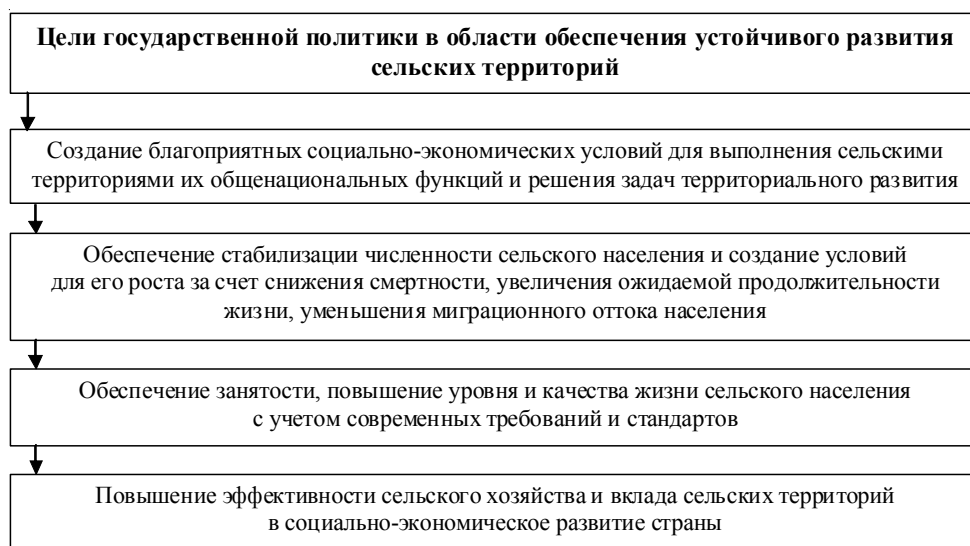 Цели государственной политики в области обеспечения устойчивого развития
сельских территорий
Создание благоприятных социально-экономических условий для выполнения сельскими
территориями их общенациональных функций и решения задач территориального развития
Обеспечение стабилизации численности сельского населения и создание условий
для его роста за счет снижения смертности, увеличения ожидаемой продолжительности
жизни, уменьшения миграционного оттока населения
Обеспечение занятости, повышение уровня и качества жизни сельского населения
с учетом современных требований и стандартов
Повышение эффективности сельского хозяйства и вклада сельских территорий
в социально-экономическое развитие страны